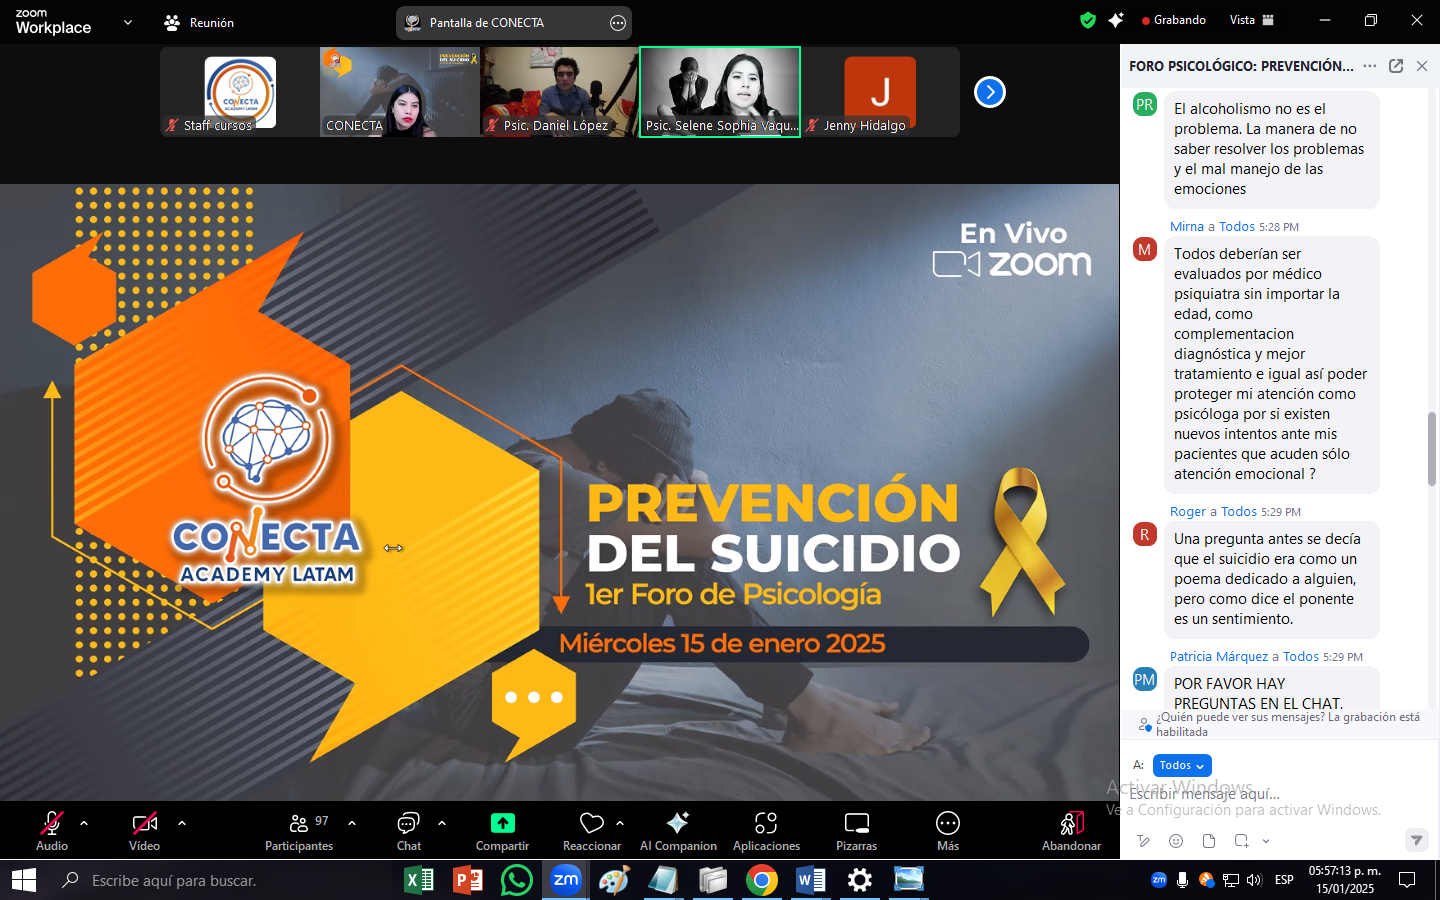 zoom
Workplace
Reunión
Pantalla de CONECTA
Grabando
Vista
CONECTA
ACADEMY LATAM
Staff cursos
PREVENCIÓN
DEL SUICIDIO
CONECTA
Psic. Daniel López
Psic. Selene Sophia Vaqu...
J
Jenny Hidalgo
En Vivo
zoom
CONECTA
ACADEMY LATAM
PREVENCIÓN
DEL SUICIDIO
1er Foro de Psicología
Miércoles 15 de enero 2025
FORO PSICOLÓGICO: PREVENCIÓN...
PR
El alcoholismo no es el
problema. La manera de no
saber resolver los problemas
y el mal manejo de las
emociones
Mirna a Todos 5:28 PM
M
Todos deberían ser
evaluados por médico
psiquiatra sin importar la
edad, como
complementacion
diagnóstica y mejor
tratamiento e igual así poder
proteger mi atención como
psicóloga por si existen
nuevos intentos ante mis
pacientes que acuden sólo
atención emocional ?
Roger a Todos 5:29 PM
R
Una pregunta antes se decía
que el suicidio era como un
poema dedicado a alguien,
pero como dice el ponente
es un sentimiento.
Patricia Márquez a Todos 5:29 PM
PM
POR FAVOR HAY
PREGUNTAS EN EL CHAT.
¿Quién puede ver sus mensajes? La grabación está
habilitada
A: Todos
Escribir mensaje aquí...
Activar Windows
Ve a Configuración para activar Windows.
Audio
Vídeo
Participantes
97
Chat
Compartir
Reaccionar
AI Companion
Aplicaciones
Pizarras
Más
Abandonar
Escribe aquí para buscar.
zm
zm
ESP
05:57:13 p. m.
15/01/2025